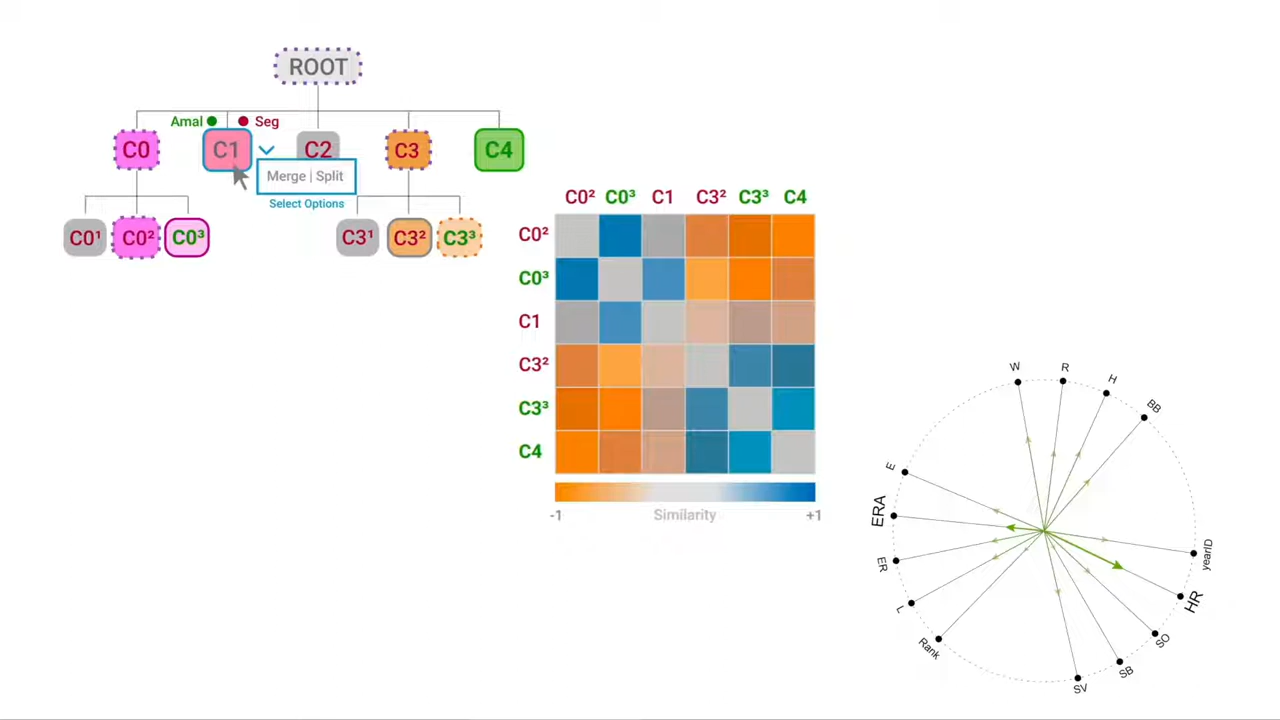 ROOT
Amal Seg
C0 C1 C2 C3 C4
Merge | Split
Select Options
C0¹ C0² C0³ C3¹ C3² C3³
C0² C0³ C1 C3² C3³ C4
C0²
C0³
C1
C3²
C3³
C4
-1 Similarity +1
W
R
H
BB
E
ERA
ER
L
Rank
SV
SB
SO
HR
yearID